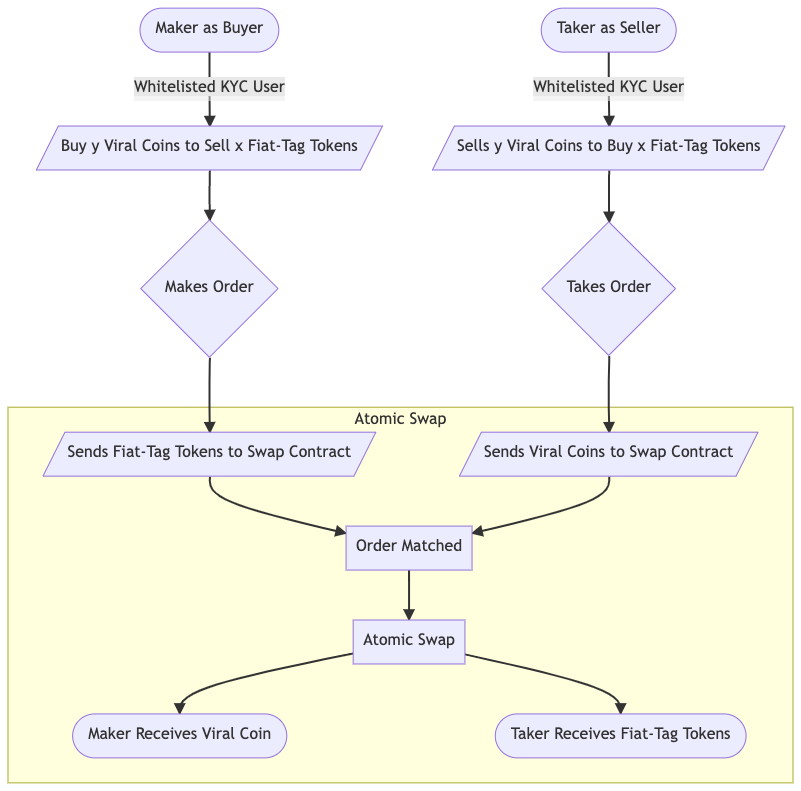 Maker as Buyer
Taker as Seller
Whitelisted KYC User
Whitelisted KYC User
Buy y Viral Coins to Sell x Fiat-Tag Tokens
Sells y Viral Coins to Buy x Fiat-Tag Tokens
Makes Order
Takes Order
Atomic Swap
Sends Fiat-Tag Tokens to Swap Contract
Sends Viral Coins to Swap Contract
Order Matched
Atomic Swap
Maker Receives Viral Coin
Taker Receives Fiat-Tag Tokens